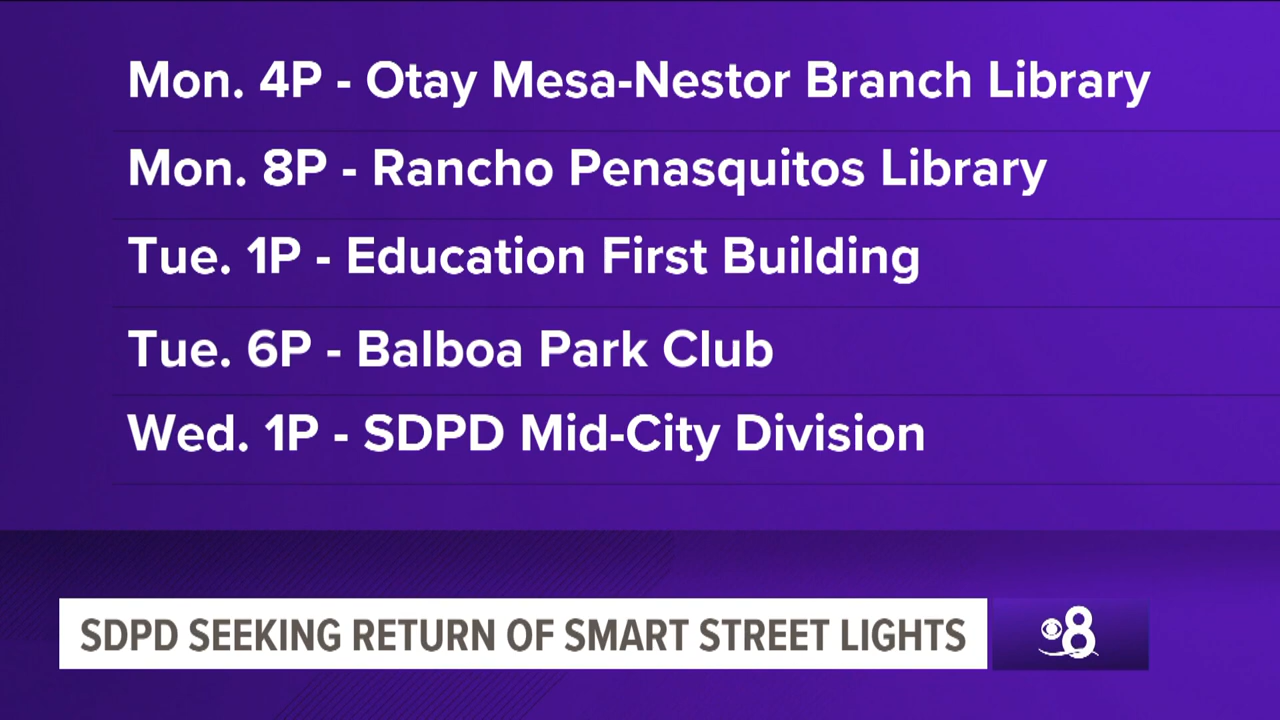 Mon. 4P - Otay Mesa-Nestor Branch Library
Mon. 8P - Rancho Penasquitos Library
Tue. 1P - Education First Building
Tue. 6P - Balboa Park Club
Wed. 1P - SDPD Mid-City Division
SDPD SEEKING RETURN OF SMART STREET LIGHTS
8